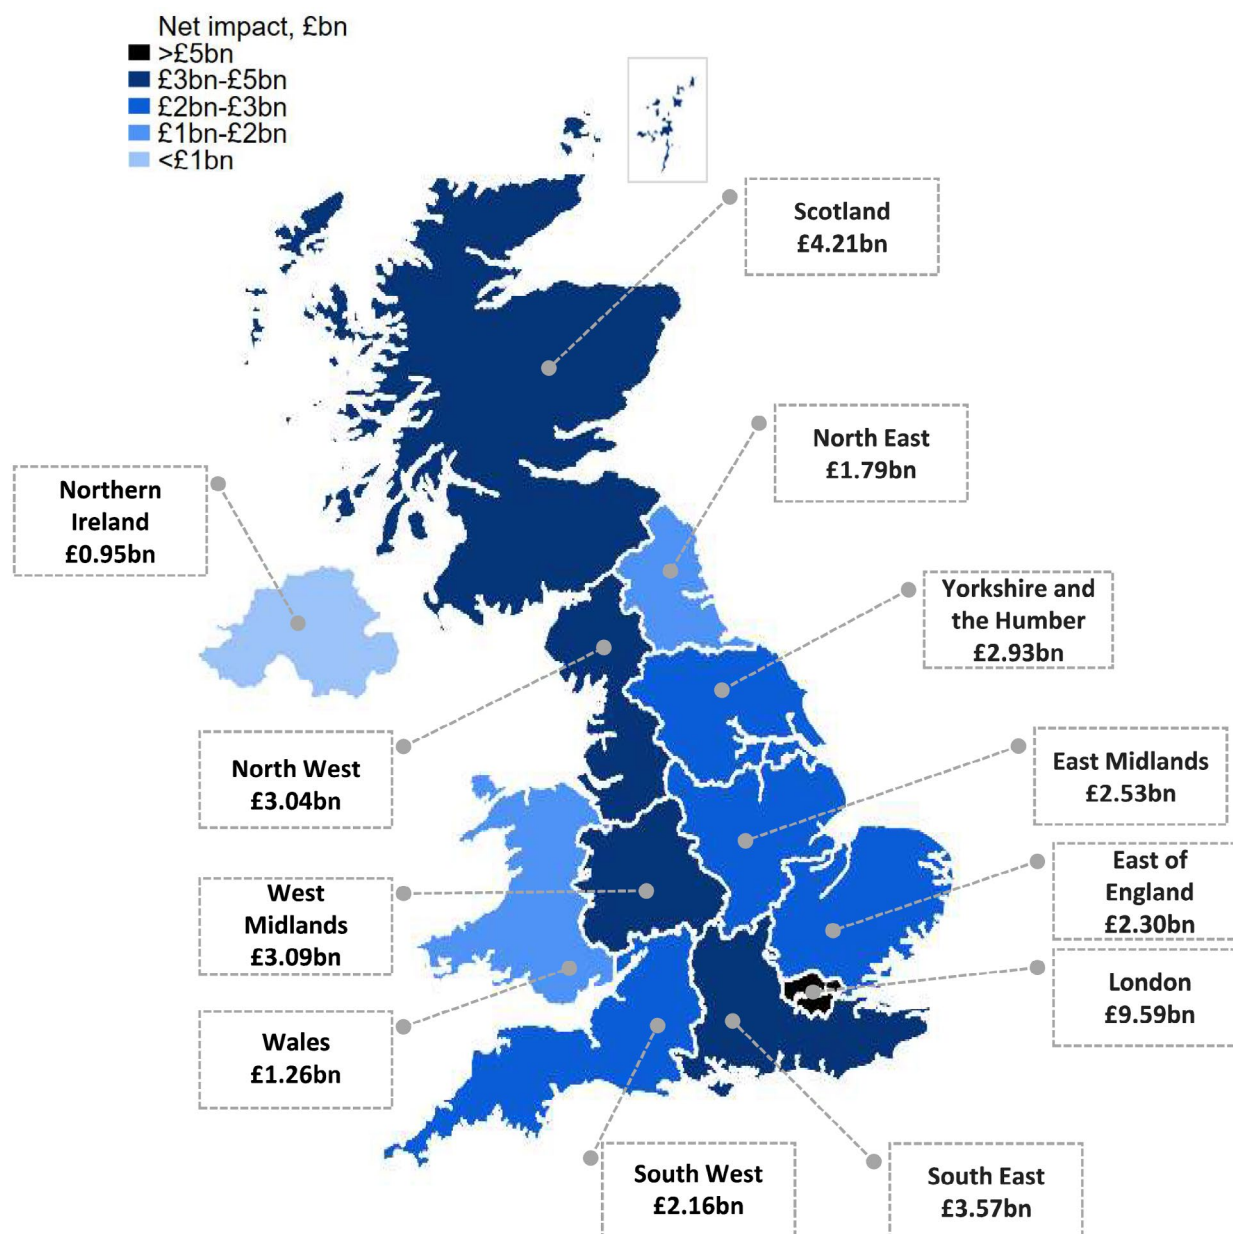 Net impact, £bn
>£5bn
£3bn-£5bn
£2bn-£3bn
£1bn-£2bn
<£1bn
Scotland
£4.21bn
North East
£1.79bn
Northern
Ireland
£0.95bn
Yorkshire and
the Humber
£2.93bn
North West
£3.04bn
East Midlands
£2.53bn
West
Midlands
£3.09bn
East of
England
£2.30bn
London
£9.59bn
Wales
£1.26bn
South West
£2.16bn
South East
£3.57bn